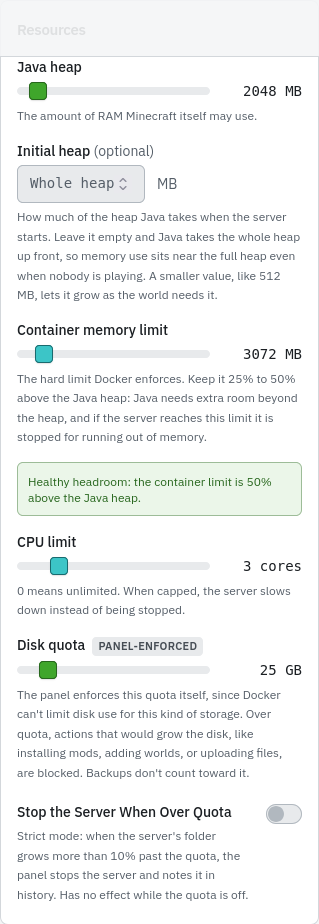 Resources
Java heap
2048 MB
The amount of RAM Minecraft itself may use.
Initial heap (optional)
Whole heap MB
How much of the heap Java takes when the server
starts. Leave it empty and Java takes the whole heap
up front, so memory use sits near the full heap even
when nobody is playing. A smaller value, like 512
MB, lets it grow as the world needs it.
Container memory limit
3072 MB
The hard limit Docker enforces. Keep it 25% to 50%
above the Java heap: Java needs extra room beyond
the heap, and if the server reaches this limit it is
stopped for running out of memory.
Healthy headroom: the container limit is 50%
above the Java heap.
CPU limit
3 cores
0 means unlimited. When capped, the server slows
down instead of being stopped.
Disk quota PANEL-ENFORCED
25 GB
The panel enforces this quota itself, since Docker
can't limit disk use for this kind of storage. Over
quota, actions that would grow the disk, like
installing mods, adding worlds, or uploading files,
are blocked. Backups don't count toward it.
Stop the Server When Over Quota
Strict mode: when the server's folder
grows more than 10% past the quota, the
panel stops the server and notes it in
history. Has no effect while the quota is off.